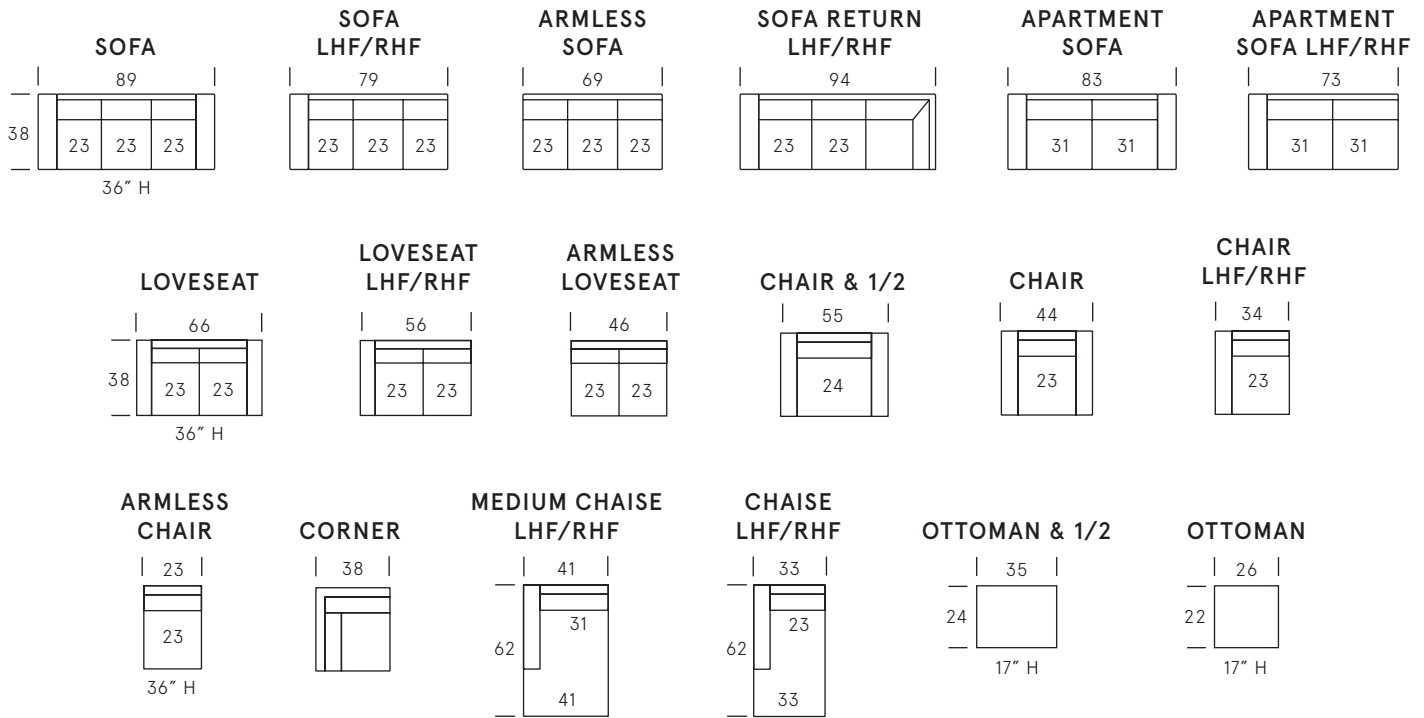 SOFA
SOFA
LHF/RHF
ARMLESS
SOFA
SOFA RETURN
LHF/RHF
APARTMENT
SOFA
APARTMENT
SOFA LHF/RHF
89
79
69
94
83
73
38
23 23 23
23 23 23
23 23 23
23 23
31 31
31 31
36" H
LOVESEAT
LOVESEAT
LHF/RHF
ARMLESS
LOVESEAT
CHAIR & 1/2
CHAIR
CHAIR
LHF/RHF
66
56
46
55
44
34
38
23 23
23 23
23 23
24
23
23
36" H
ARMLESS
CHAIR
CORNER
MEDIUM CHAISE
LHF/RHF
CHAISE
LHF/RHF
OTTOMAN & 1/2
OTTOMAN
23
38
41
33
35
26
23
62
31
41
62
23
33
24
22
36" H
17" H
17" H